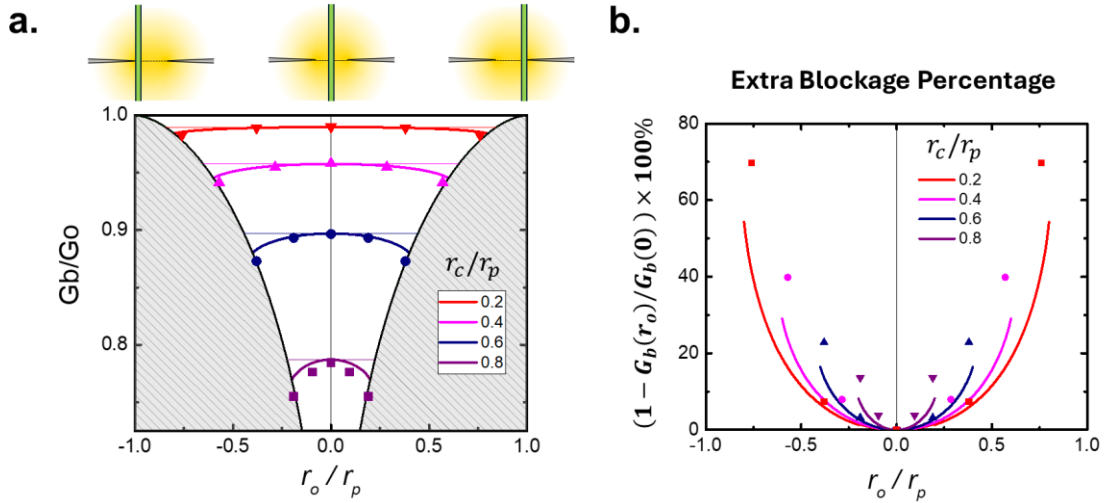 a.
1.0
0.9
0.8
Gb/Go
r_c/r_p
0.2
0.4
0.6
0.8
-1.0 -0.5 0.0 0.5 1.0
r_o / r_p
b.
Extra Blockage Percentage
80
60
40
20
0
(1 − G_b(r_o)/G_b(0)) × 100%
r_c/r_p
0.2
0.4
0.6
0.8
-1.0 -0.5 0.0 0.5 1.0
r_o / r_p